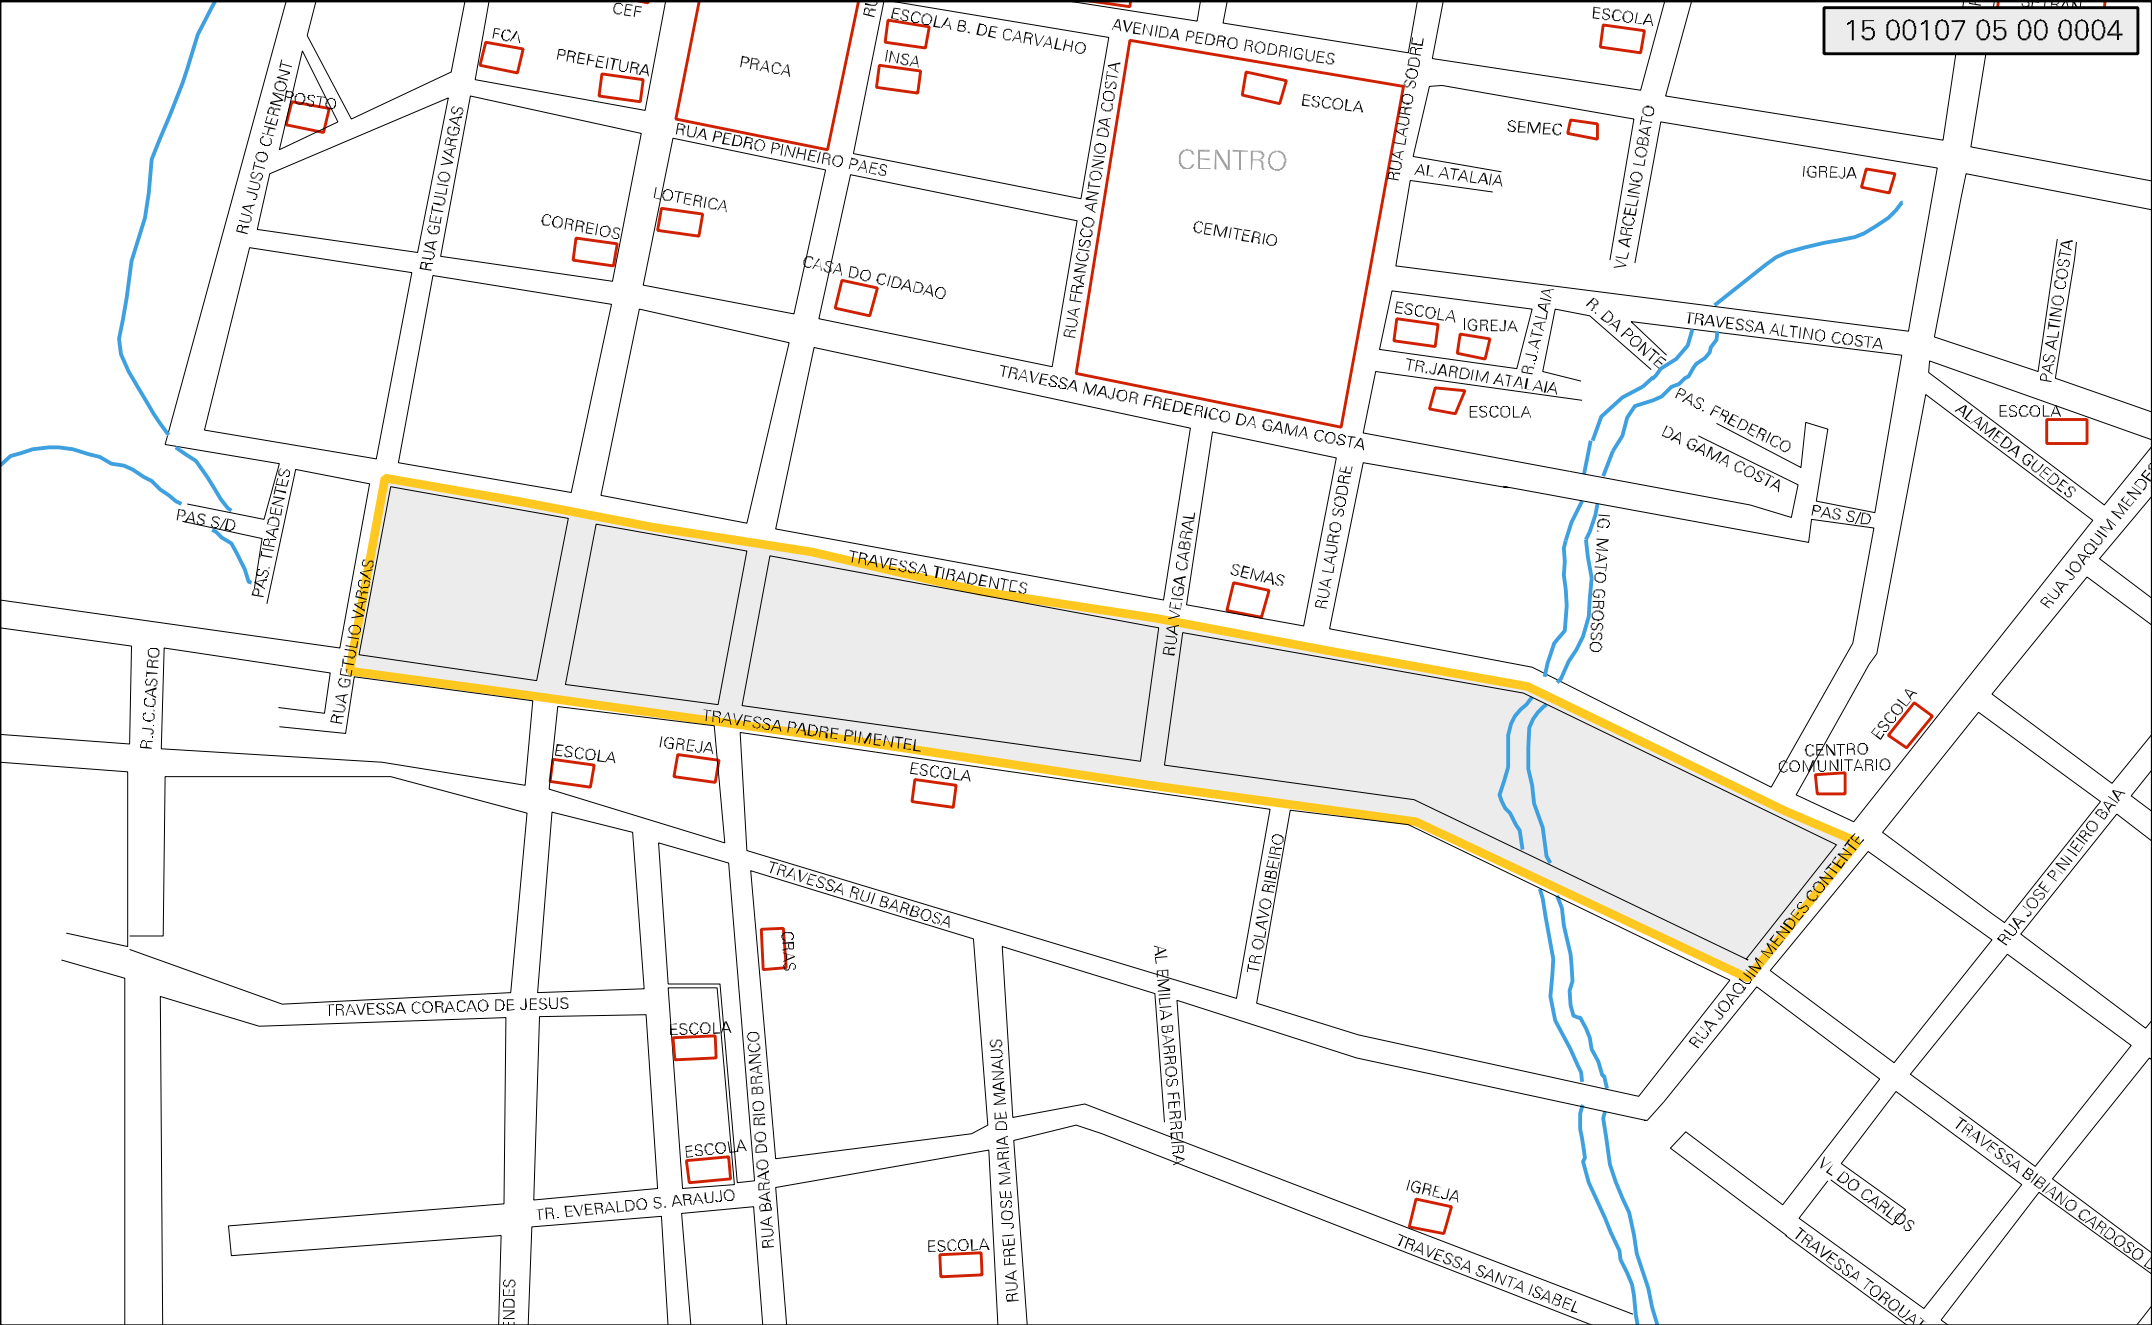 15 00107 05 00 0004
CEF
ESCOLA B. DE CARVALHO
AVENIDA PEDRO RODRIGUES
ESCOLA
FCA
PREFEITURA
PRACA
INSA
POSTO
ESCOLA
SEMEC
CENTRO
CEMITERIO
RUA JUSTO CHERMONT
RUA GETULIO VARGAS
RUA PEDRO PINHEIRO PAES
RUA FRANCISCO ANTONIO DA COSTA
RUA LAURO SODRE
AL ATALAIA
VL ARCELINO LOBATO
IGREJA
LOTERICA
CORREIOS
CASA DO CIDADAO
PAS ALTINO COSTA
ESCOLA
IGREJA
R.J.ATALAIA
R. DA PONTE
TRAVESSA ALTINO COSTA
TR.JARDIM ATALAIA
ESCOLA
TRAVESSA MAJOR FREDERICO DA GAMA COSTA
PAS. FREDERICO
DA GAMA COSTA
ALAMEDA GUEDES
ESCOLA
PAS S/D
PAS S/D
PAS. TIRADENTES
RUA JOAQUIM MENDES
RUA LAURO SODRE
RUA VEIGA CABRAL
IG. MATO GROSSO
TRAVESSA TIRADENTES
SEMAS
RUA GETULIO VARGAS
R.J.C.CASTRO
TRAVESSA PADRE PIMENTEL
ESCOLA
IGREJA
ESCOLA
ESCOLA
CENTRO
COMUNITARIO
RUA JOSE PINHEIRO BAIA
RUA JOAQUIM MENDES CONTENTE
TRAVESSA RUI BARBOSA
TR OLAVO RIBEIRO
CRAS
AL EMILIA BARROS FERREIRA
TRAVESSA CORACAO DE JESUS
ESCOLA
RUA BARAO DO RIO BRANCO
RUA FREI JOSE MARIA DE MANAUS
ESCOLA
TR. EVERALDO S. ARAUJO
ESCOLA
IGREJA
TRAVESSA SANTA ISABEL
VL DO CARLOS
TRAVESSA BIBIANO CARDOSO